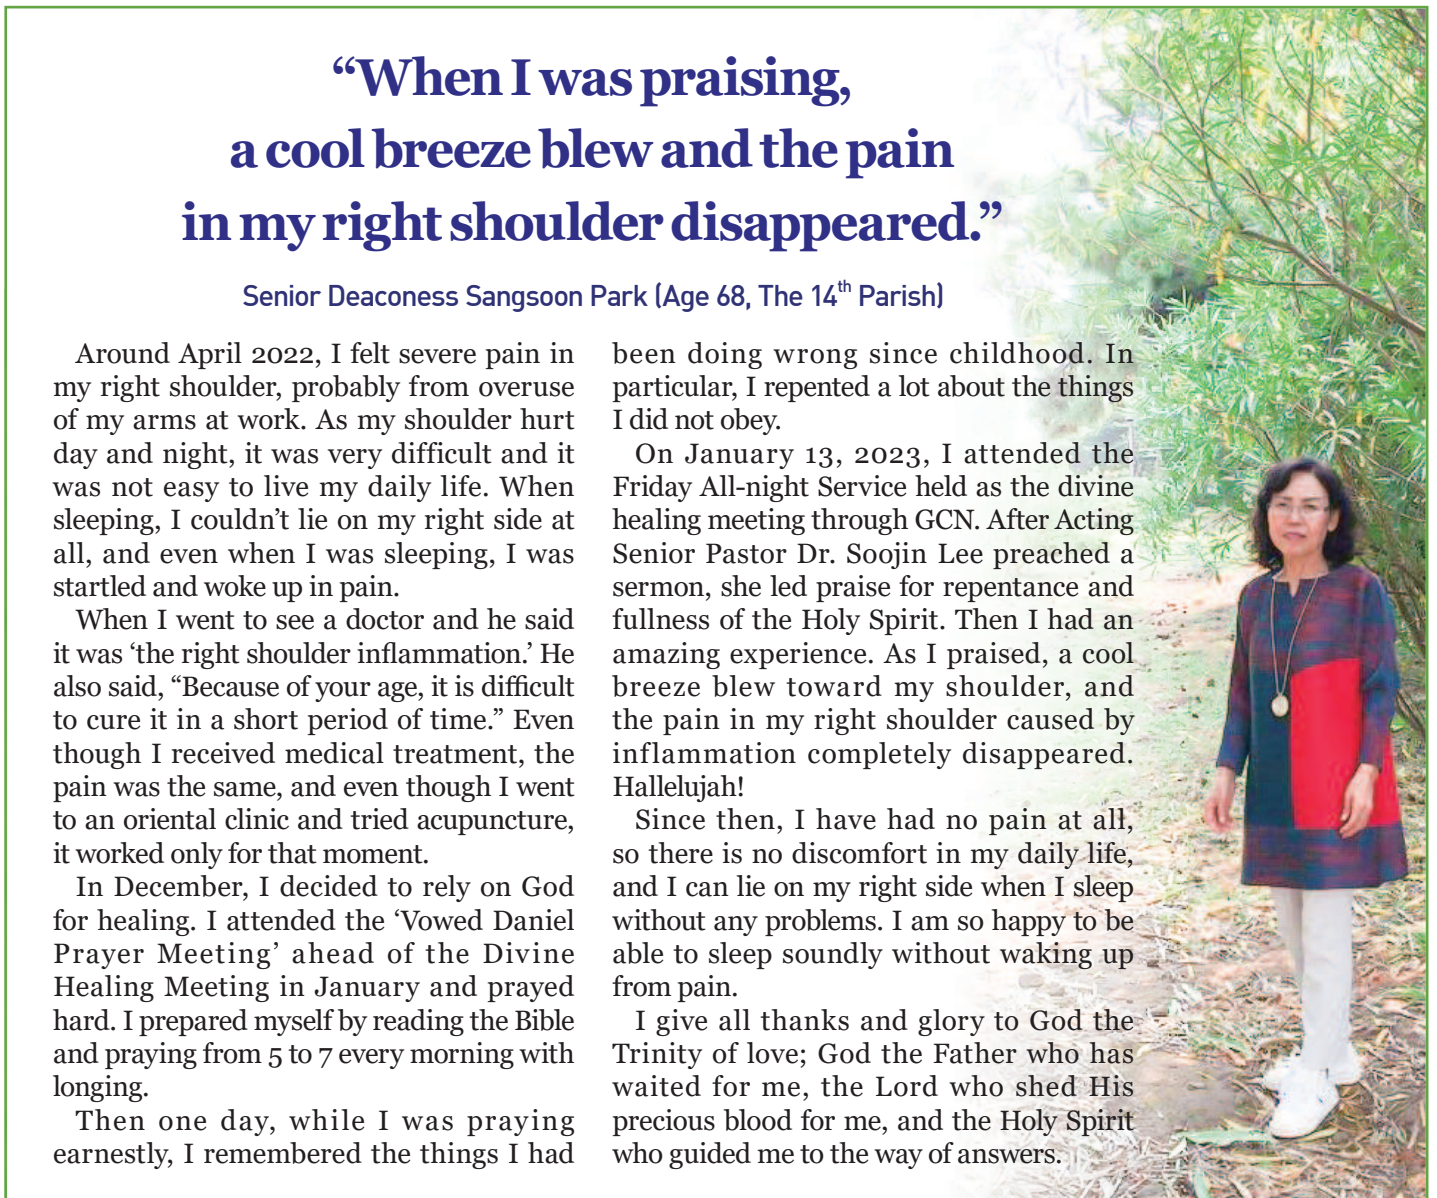 “When I was praising,
a cool breeze blew and the pain
in my right shoulder disappeared.”
Senior Deaconess Sangsoon Park (Age 68, The 14th Parish)
Around April 2022, I felt severe pain in
my right shoulder, probably from overuse
of my arms at work. As my shoulder hurt
day and night, it was very difficult and it
was not easy to live my daily life. When
sleeping, I couldn’t lie on my right side at
all, and even when I was sleeping, I was
startled and woke up in pain.
When I went to see a doctor and he said
it was ‘the right shoulder inflammation.’ He
also said, “Because of your age, it is difficult
to cure it in a short period of time.” Even
though I received medical treatment, the
pain was the same, and even though I went
to an oriental clinic and tried acupuncture,
it worked only for that moment.
In December, I decided to rely on God
for healing. I attended the ‘Vowed Daniel
Prayer Meeting’ ahead of the Divine
Healing Meeting in January and prayed
hard. I prepared myself by reading the Bible
and praying from 5 to 7 every morning with
longing.
Then one day, while I was praying
earnestly, I remembered the things I had
been doing wrong since childhood. In
particular, I repented a lot about the things
I did not obey.
On January 13, 2023, I attended the
Friday All-night Service held as the divine
healing meeting through GCN. After Acting
Senior Pastor Dr. Soojin Lee preached a
sermon, she led praise for repentance and
fullness of the Holy Spirit. Then I had an
amazing experience. As I praised, a cool
breeze blew toward my shoulder, and
the pain in my right shoulder caused by
inflammation completely disappeared.
Hallelujah!
Since then, I have had no pain at all,
so there is no discomfort in my daily life,
and I can lie on my right side when I sleep
without any problems. I am so happy to be
able to sleep soundly without waking up
from pain.
I give all thanks and glory to God the
Trinity of love; God the Father who has
waited for me, the Lord who shed His
precious blood for me, and the Holy Spirit
who guided me to the way of answers.